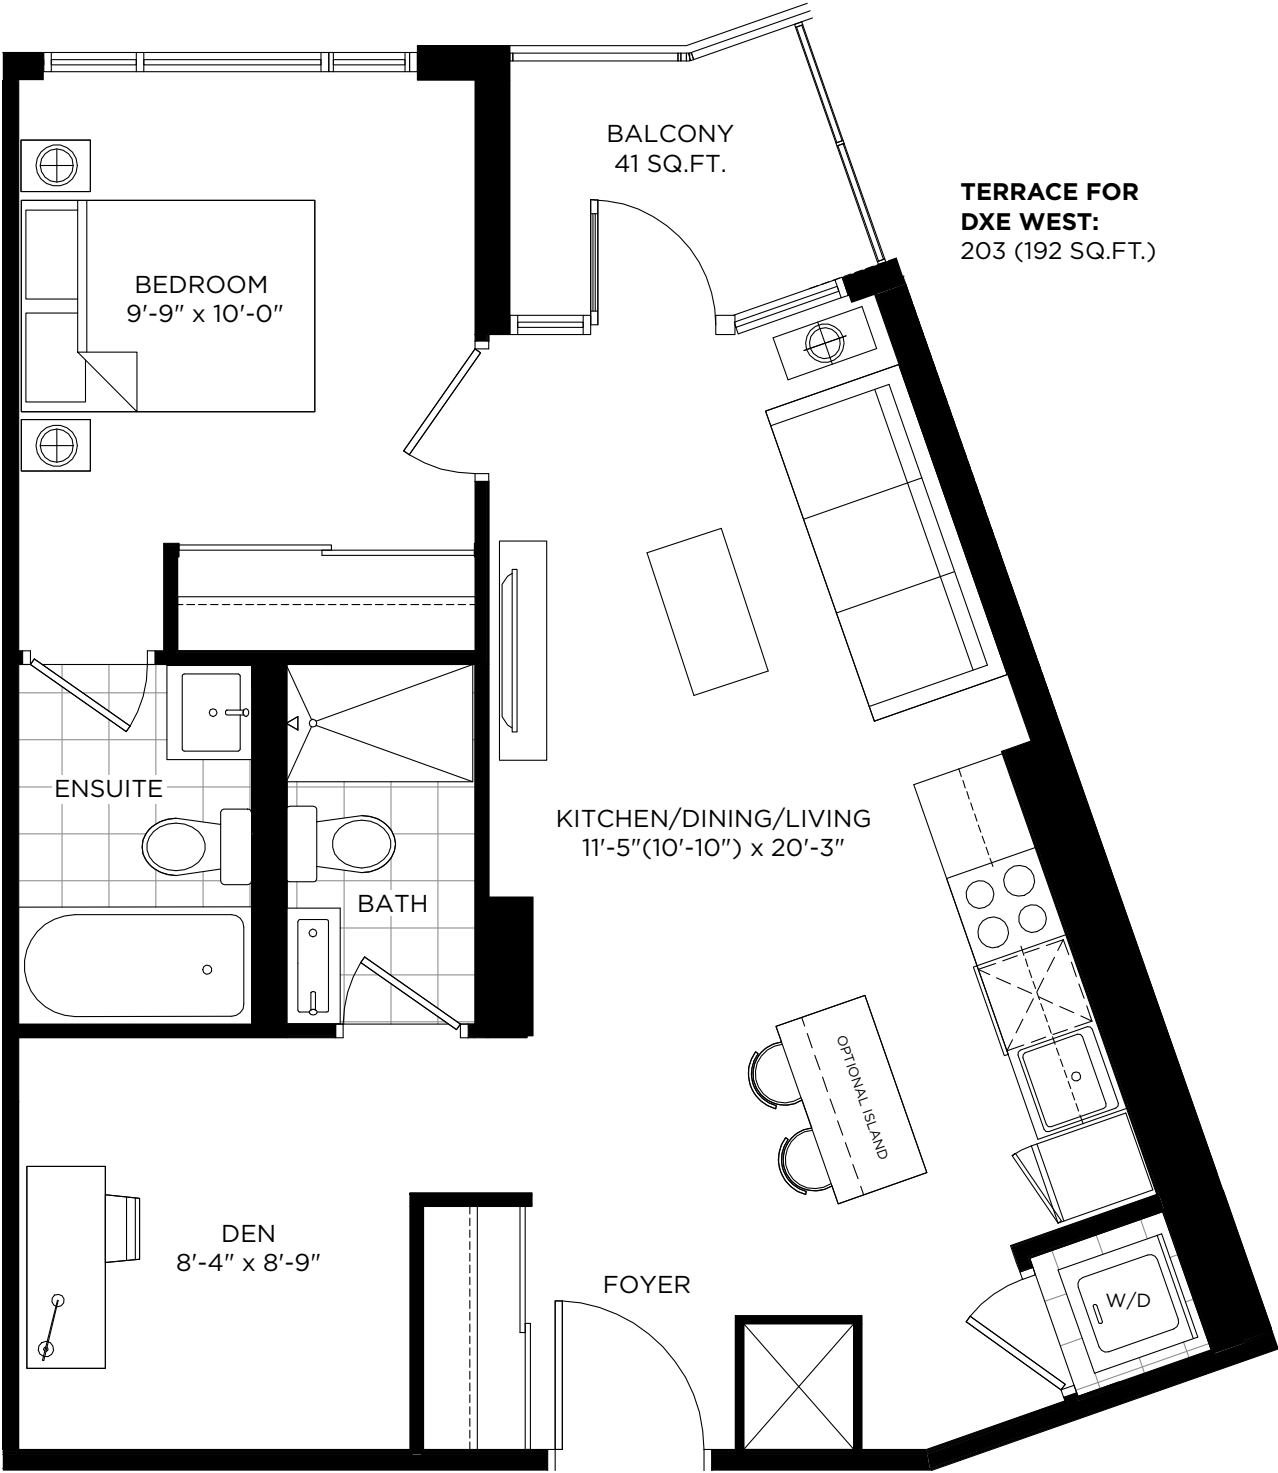 BALCONY
41 SQ.FT.
TERRACE FOR
DXE WEST:
203 (192 SQ.FT.)
BEDROOM
9'-9" x 10'-0"
ENSUITE
KITCHEN/DINING/LIVING
11'-5"(10'-10") x 20'-3"
BATH
OPTIONAL ISLAND
DEN
8'-4" x 8'-9"
FOYER
W/D